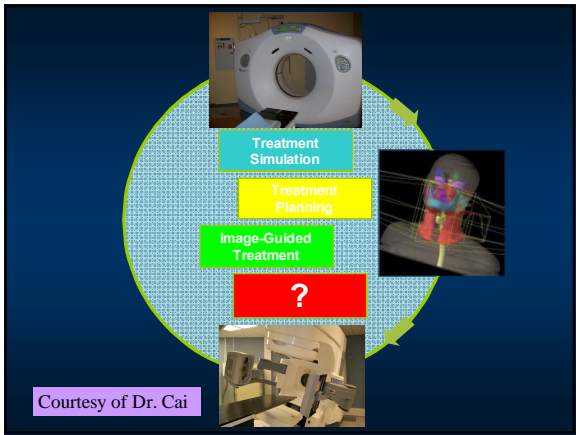 Treatment
Simulation
Treatment
Planning
Image-Guided
Treatment
?
Courtesy of Dr. Cai